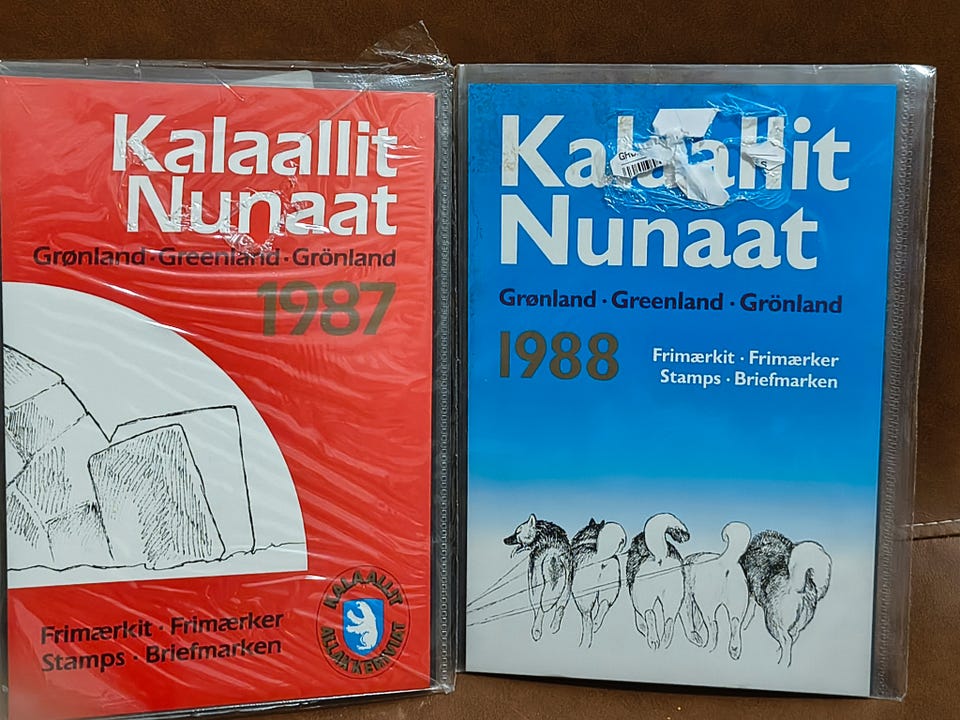 Kalaallit
Nunaat
Grønland · Greenland · Grönland
1987
Frimærkit · Frimærker
Stamps · Briefmarken
KALAALLIT
Kalaallit
Nunaat
Grønland · Greenland · Grönland
1988
Frimærkit · Frimærker
Stamps · Briefmarken